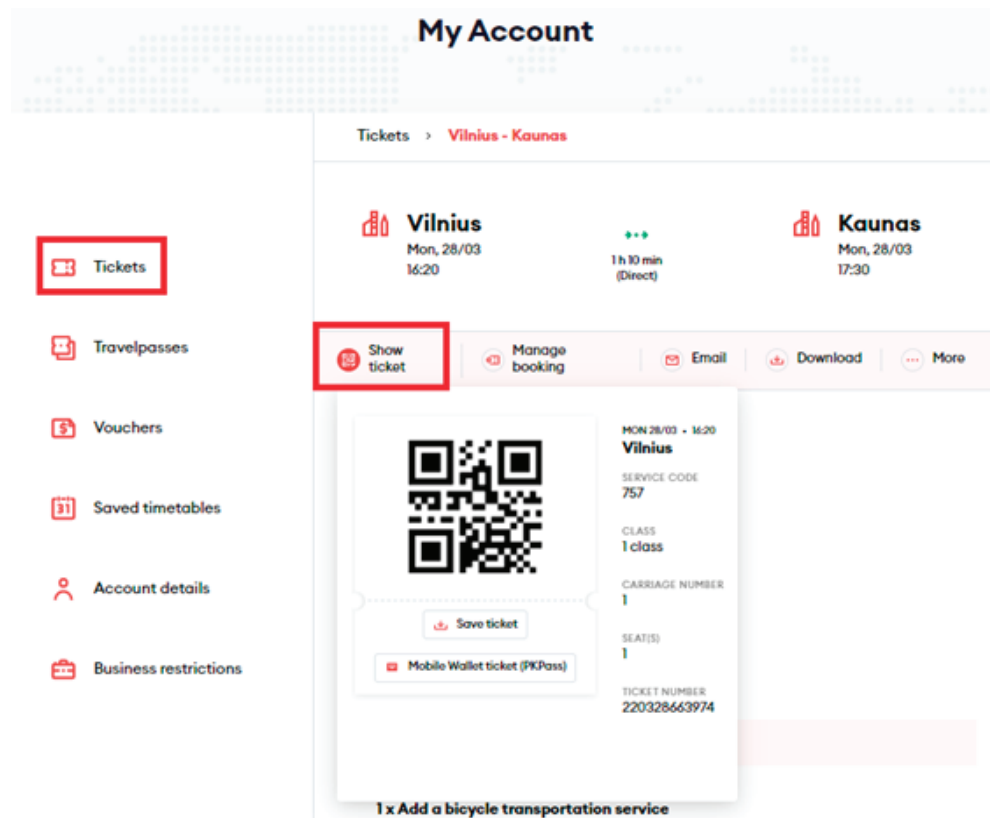 My Account
Tickets › Vilnius - Kaunas
Vilnius
Mon, 28/03
16:20
1 h 10 min
(Direct)
Kaunas
Mon, 28/03
17:30
Tickets
Travelpasses
Vouchers
31
Saved timetables
Account details
Business restrictions
Show
ticket
Manage
booking
Email
Download
More
MON 28/03 • 16:20
Vilnius
SERVICE CODE
757
CLASS
1 class
CARRIAGE NUMBER
1
SEAT(S)
1
TICKET NUMBER
220328663974
Save ticket
Mobile Wallet ticket (PKPass)
1 x Add a bicycle transportation service